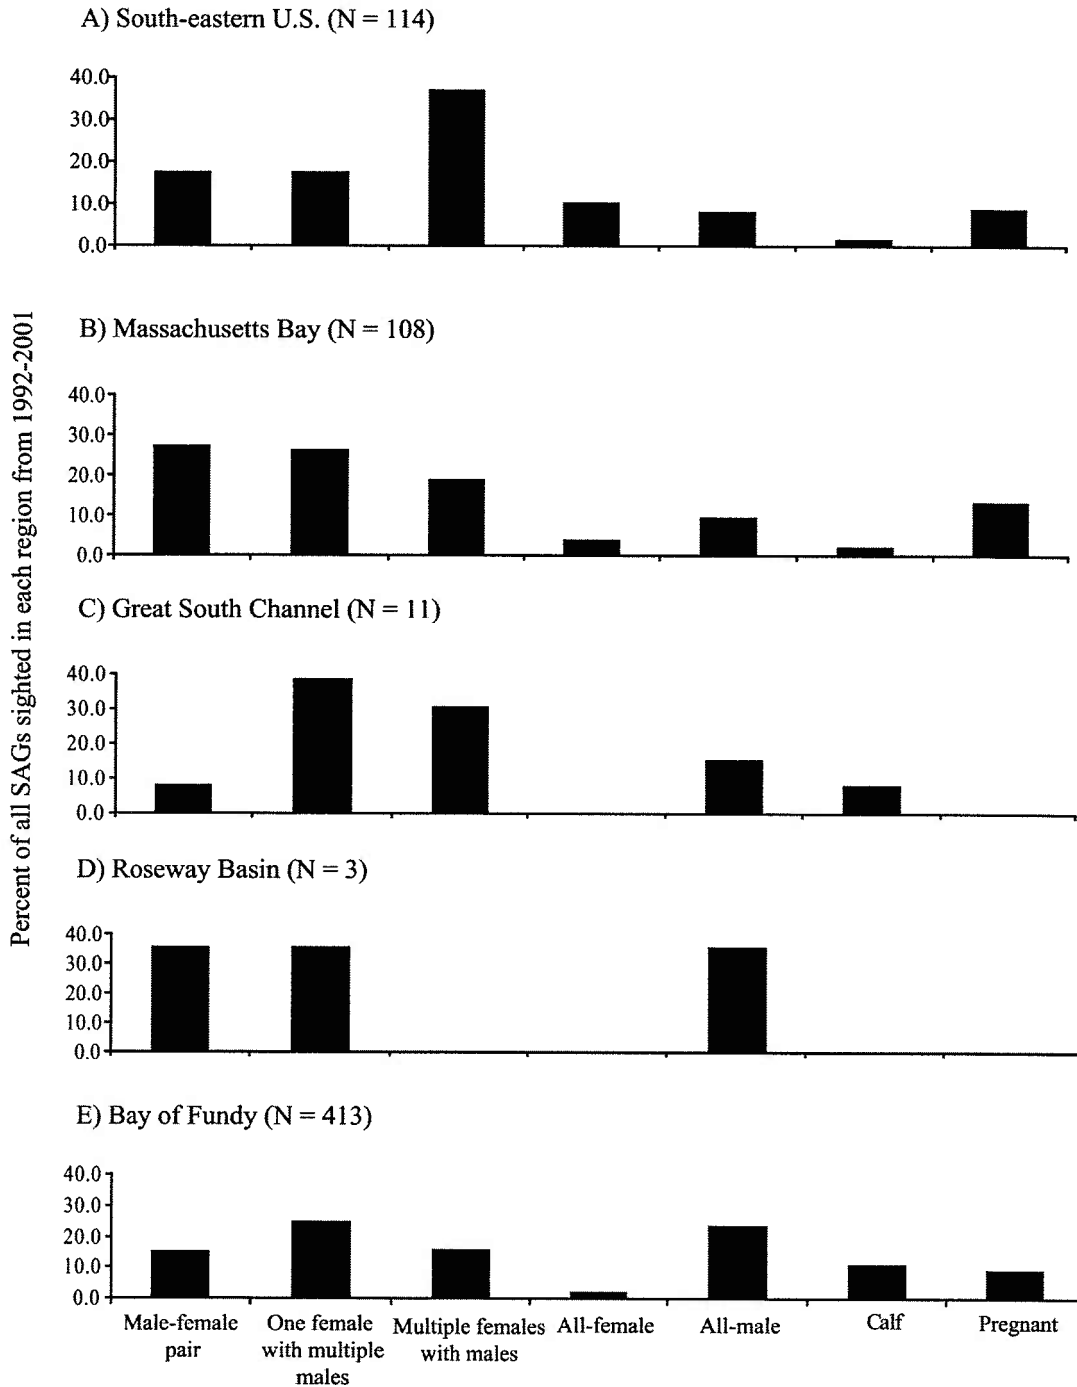 A) South-eastern U.S. (N = 114)
40.0
30.0
20.0
10.0
0.0
Percent of all SAGs sighted in each region from 1992-2001
B) Massachusetts Bay (N = 108)
40.0
30.0
20.0
10.0
0.0
C) Great South Channel (N = 11)
40.0
30.0
20.0
10.0
0.0
D) Roseway Basin (N = 3)
40.0
30.0
20.0
10.0
0.0
E) Bay of Fundy (N = 413)
40.0
30.0
20.0
10.0
0.0
Male-female
pair
One female
with multiple
males
Multiple females
with males
All-female
All-male
Calf
Pregnant